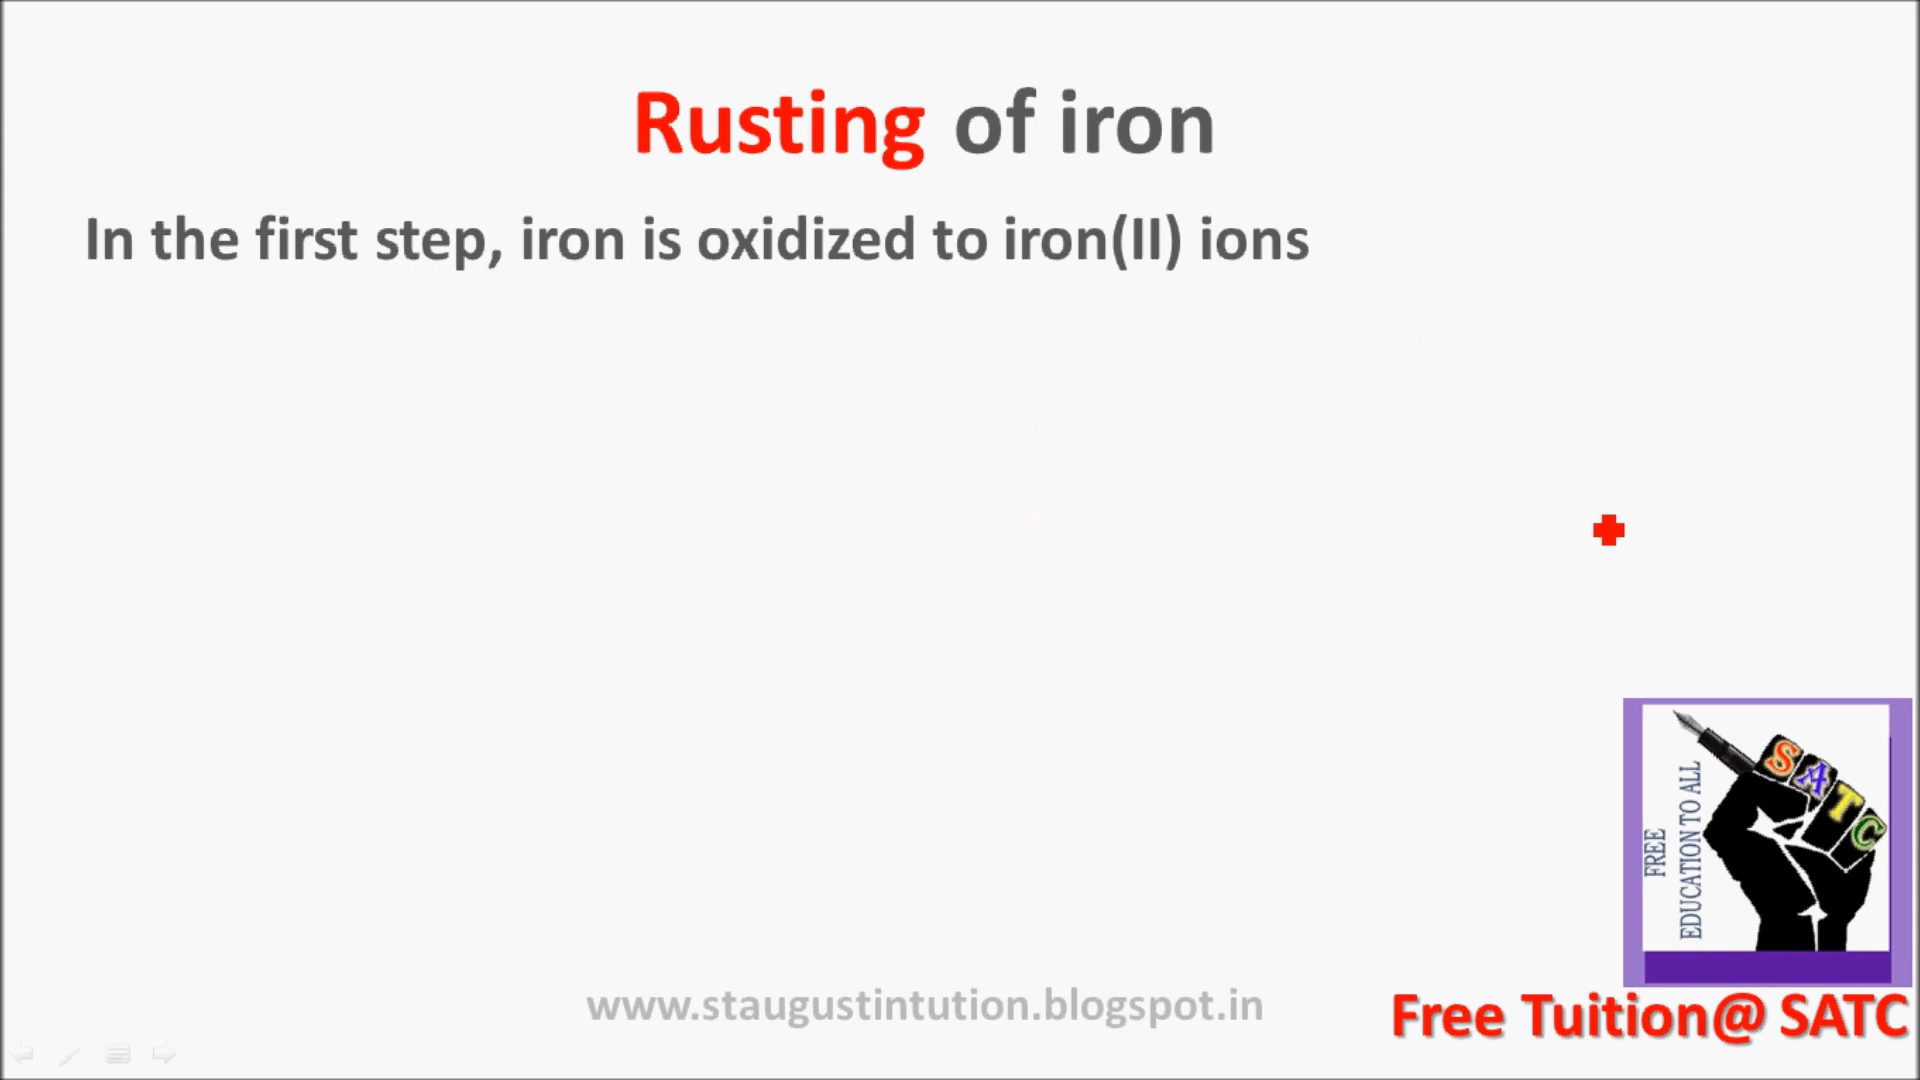 Rusting of iron
In the first step, iron is oxidized to iron(II) ions
SATC
FREE
EDUCATION TO ALL
www.staugustintution.blogspot.in
Free Tuition@ SATC